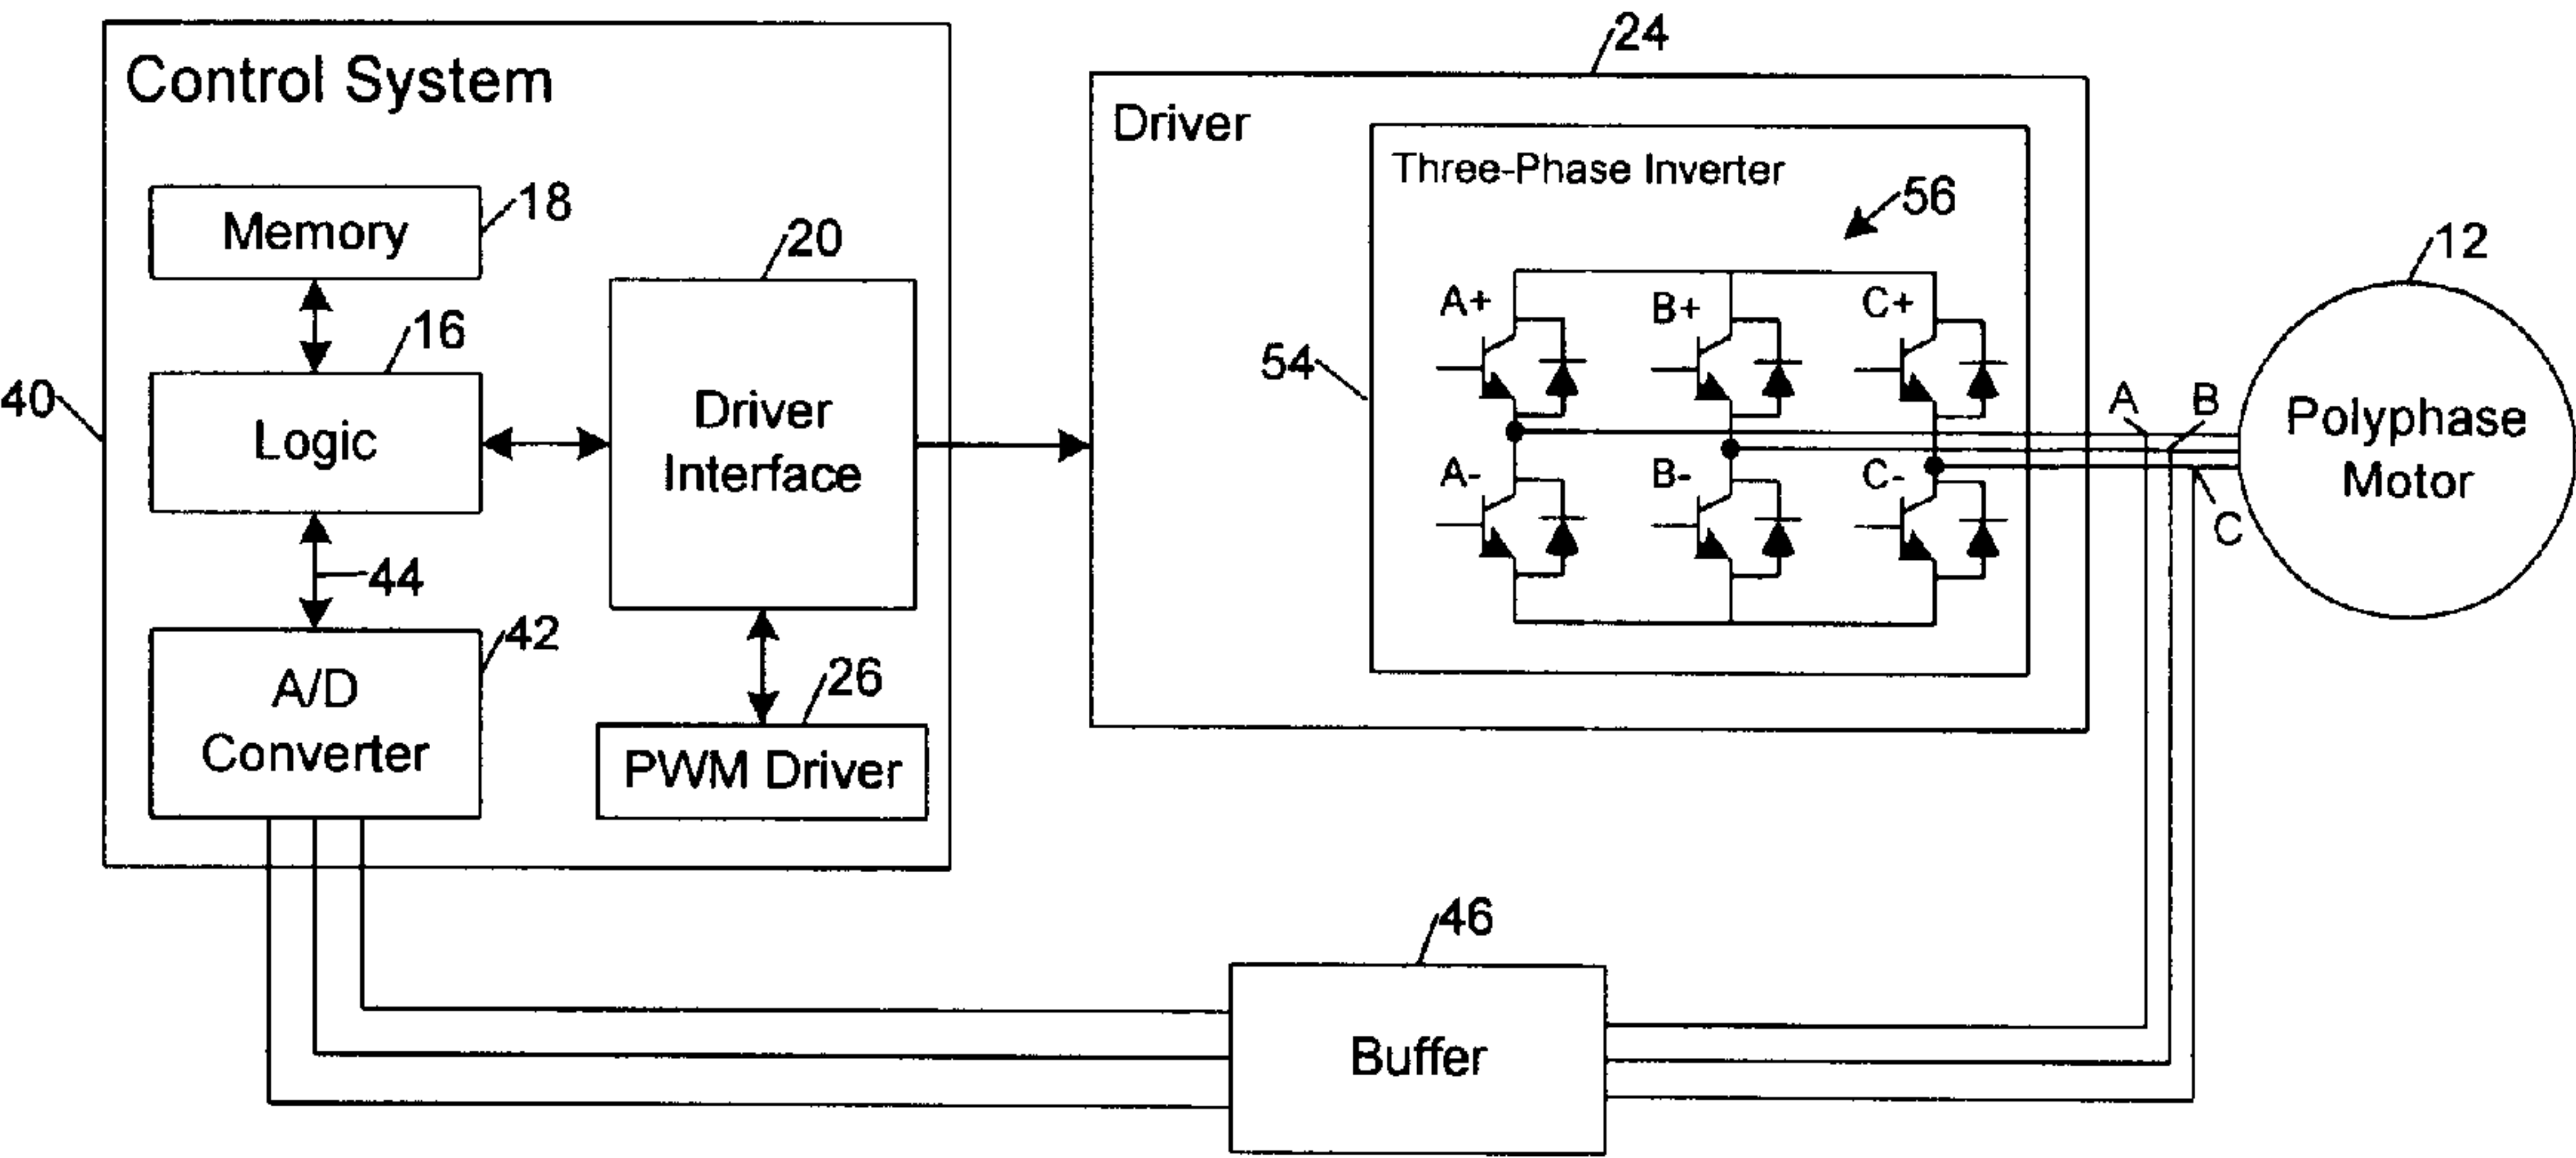 Control System
Memory
18
20
16
Logic
Driver
Interface
40
44
42
A/D
Converter
26
PWM Driver
24
Driver
Three-Phase Inverter
56
54
A+
B+
C+
A-
B-
C-
A
B
C
12
Polyphase
Motor
46
Buffer